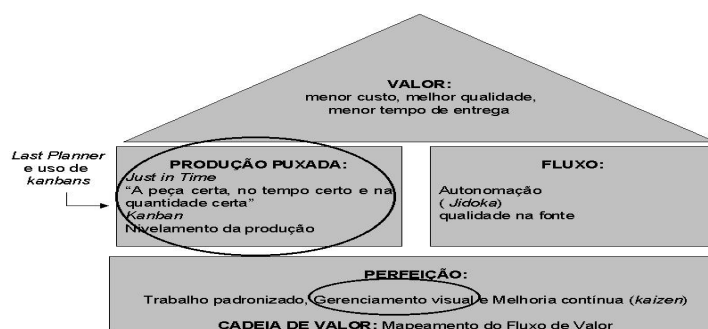 VALOR:
menor custo, melhor qualidade,
menor tempo de entrega
Last Planner
e uso de
kanbans
PRODUÇÃO PUXADA:
Just in Time
“A peça certa, no tempo certo e na
quantidade certa”
Kanban
Nivelamento da produção
FLUXO:
Autonomação
( Jidoka)
qualidade na fonte
PERFEIÇÃO:
Trabalho padronizado, Gerenciamento visual e Melhoria contínua (kaizen)
CADEIA DE VALOR: Mapeamento do Fluxo de Valor